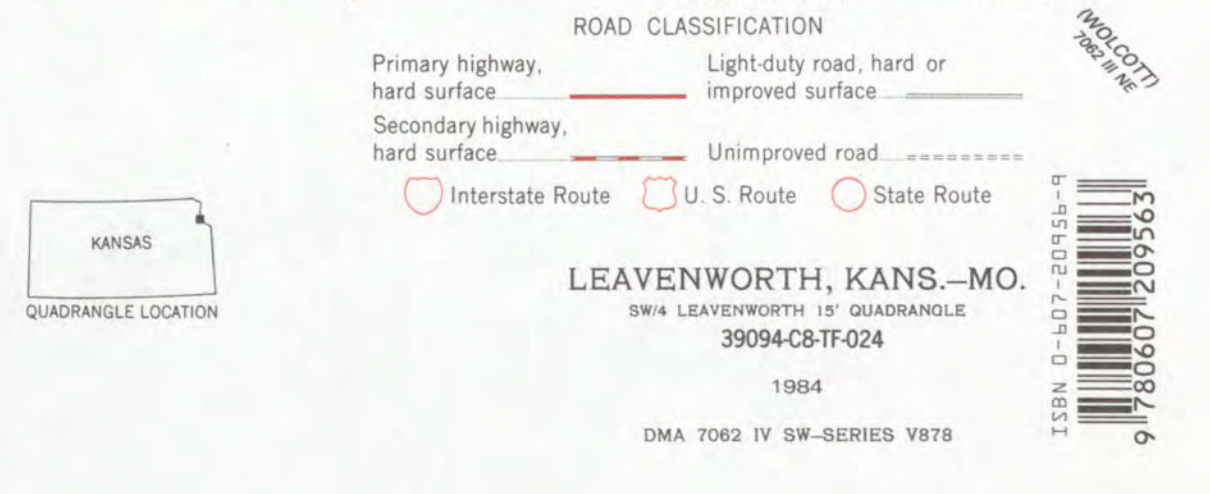 ROAD CLASSIFICATION
Primary highway,
hard surface
Light-duty road, hard or
improved surface
Secondary highway,
hard surface
Unimproved road
Interstate Route
U. S. Route
State Route
(WOLCOTT)
7062 III NE
KANSAS
QUADRANGLE LOCATION
LEAVENWORTH, KANS.–MO.
SW/4 LEAVENWORTH 15' QUADRANGLE
39094-C8-TF-024
1984
DMA 7062 IV SW–SERIES V878
ISBN 0-607-20956-9
9 780607 209563